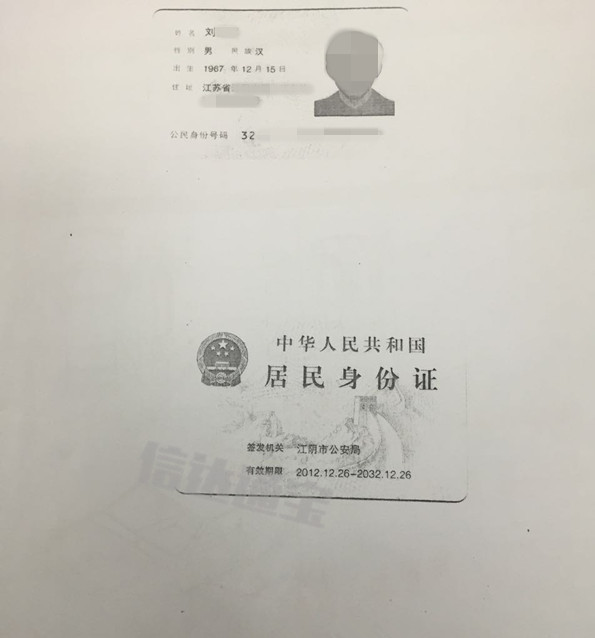 姓名 刘
性别 男 民族 汉
出生 1967 年 12 月 15 日
住址 江苏省
公民身份号码 32
中华人民共和国
居民身份证
签发机关 江阴市公安局
有效期限 2012.12.26-2032.12.26
信达通宝